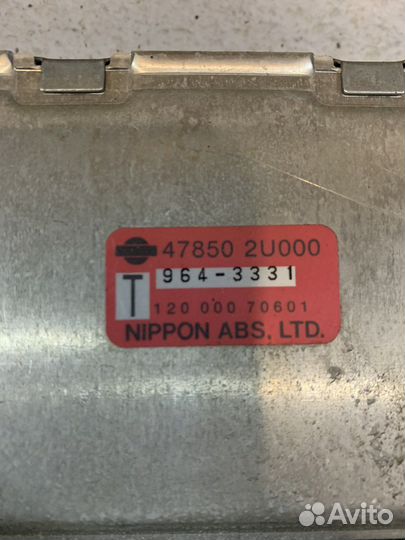 47850 2U000
T 964-3331
120 000 70601
NIPPON ABS, LTD.
Avito